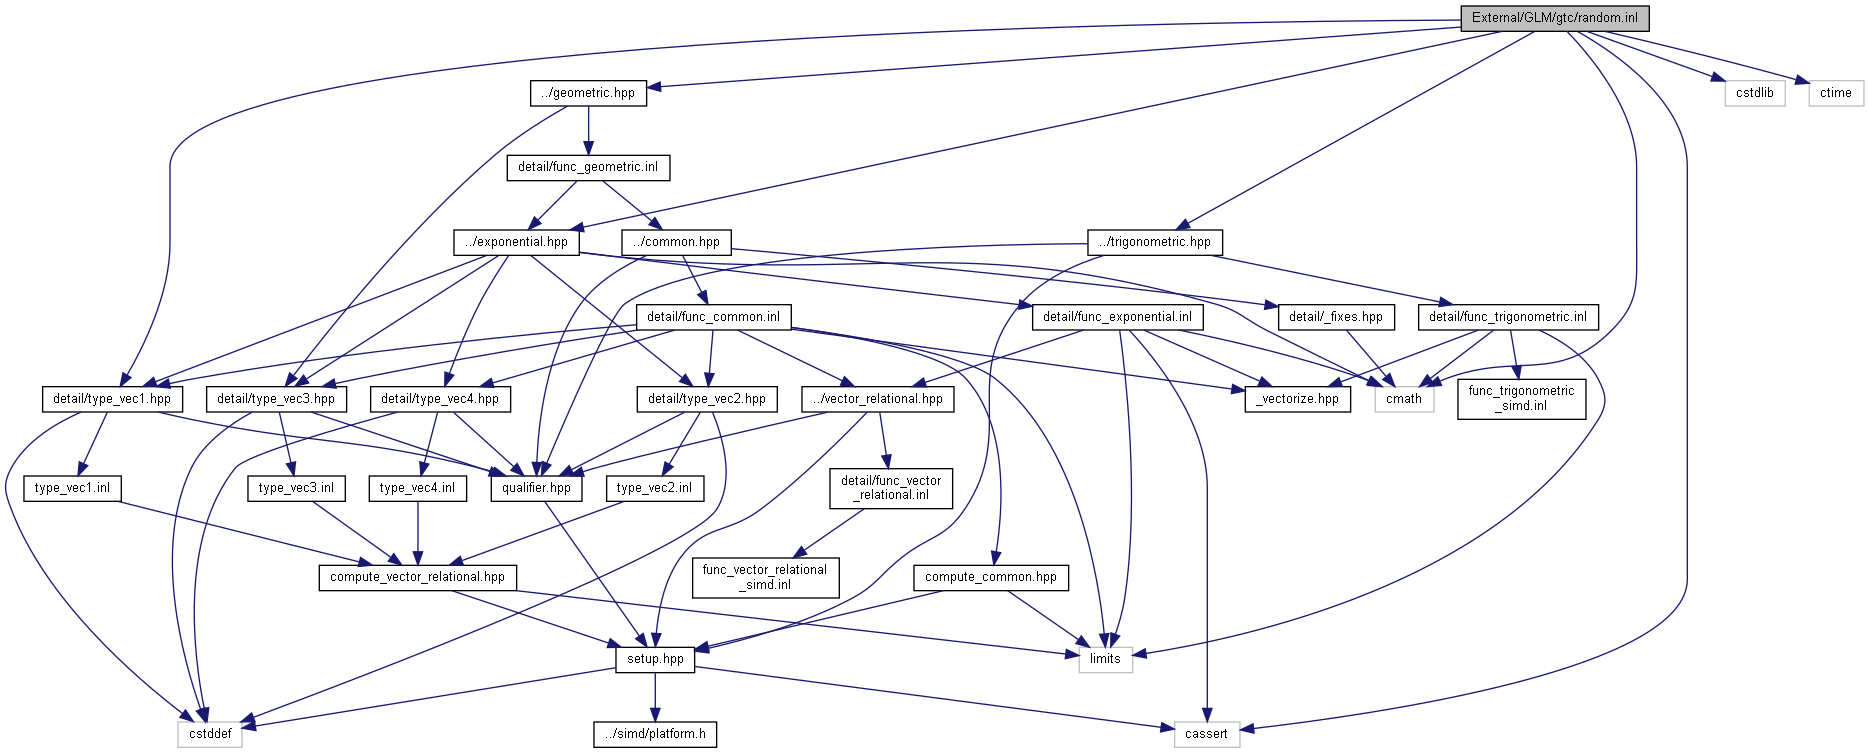 External/GLM/gtc/random.inl
../geometric.hpp
cstdlib
ctime
detail/func_geometric.inl
../exponential.hpp
../common.hpp
../trigonometric.hpp
detail/func_common.inl
detail/func_exponential.inl
detail/_fixes.hpp
detail/func_trigonometric.inl
detail/type_vec1.hpp
detail/type_vec3.hpp
detail/type_vec4.hpp
detail/type_vec2.hpp
../vector_relational.hpp
_vectorize.hpp
cmath
func_trigonometric
_simd.inl
type_vec1.inl
type_vec3.inl
type_vec4.inl
qualifier.hpp
type_vec2.inl
detail/func_vector
_relational.inl
compute_vector_relational.hpp
func_vector_relational
_simd.inl
compute_common.hpp
setup.hpp
limits
cstddef
../simd/platform.h
cassert